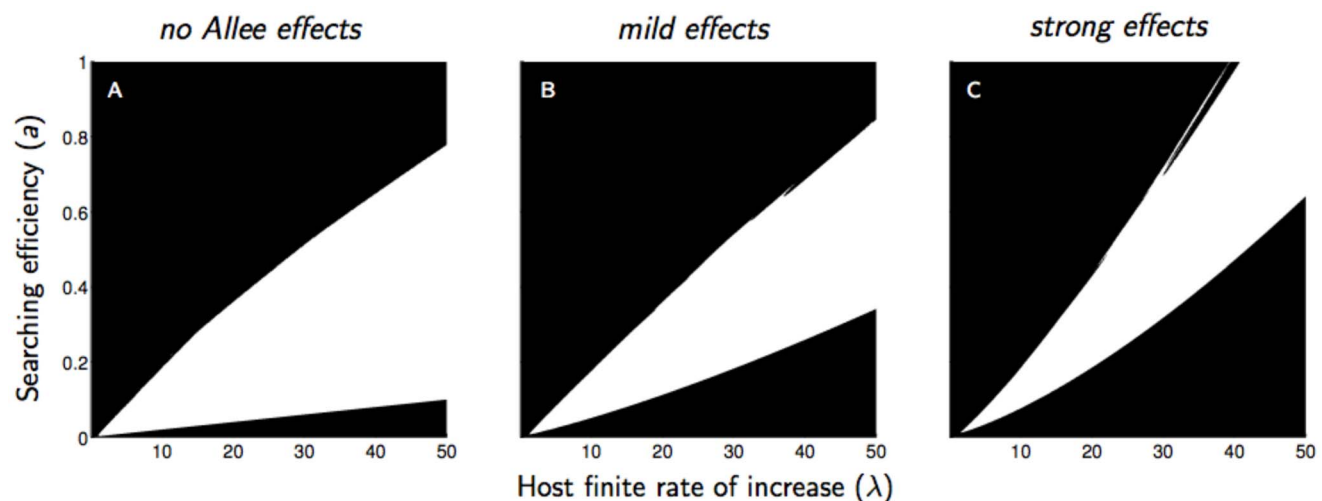 no Allee effects
mild effects
strong effects
Searching efficiency (a)
A
B
C
1
0.8
0.6
0.4
0.2
0
10 20 30 40 50
10 20 30 40 50
10 20 30 40 50
Host finite rate of increase (λ)